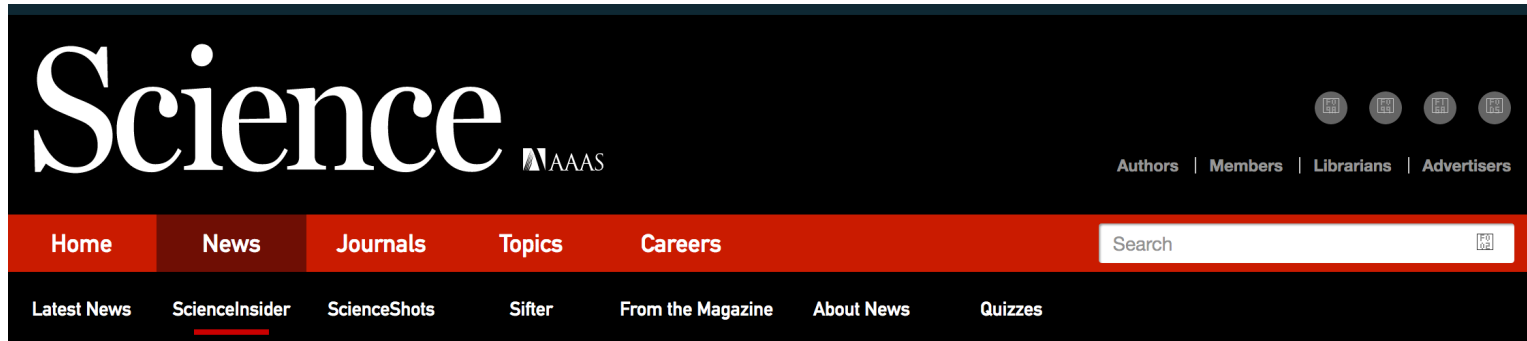 Science
AAAS
Authors | Members | Librarians | Advertisers
Home News Journals Topics Careers
Search
Latest News ScienceInsider ScienceShots Sifter From the Magazine About News Quizzes